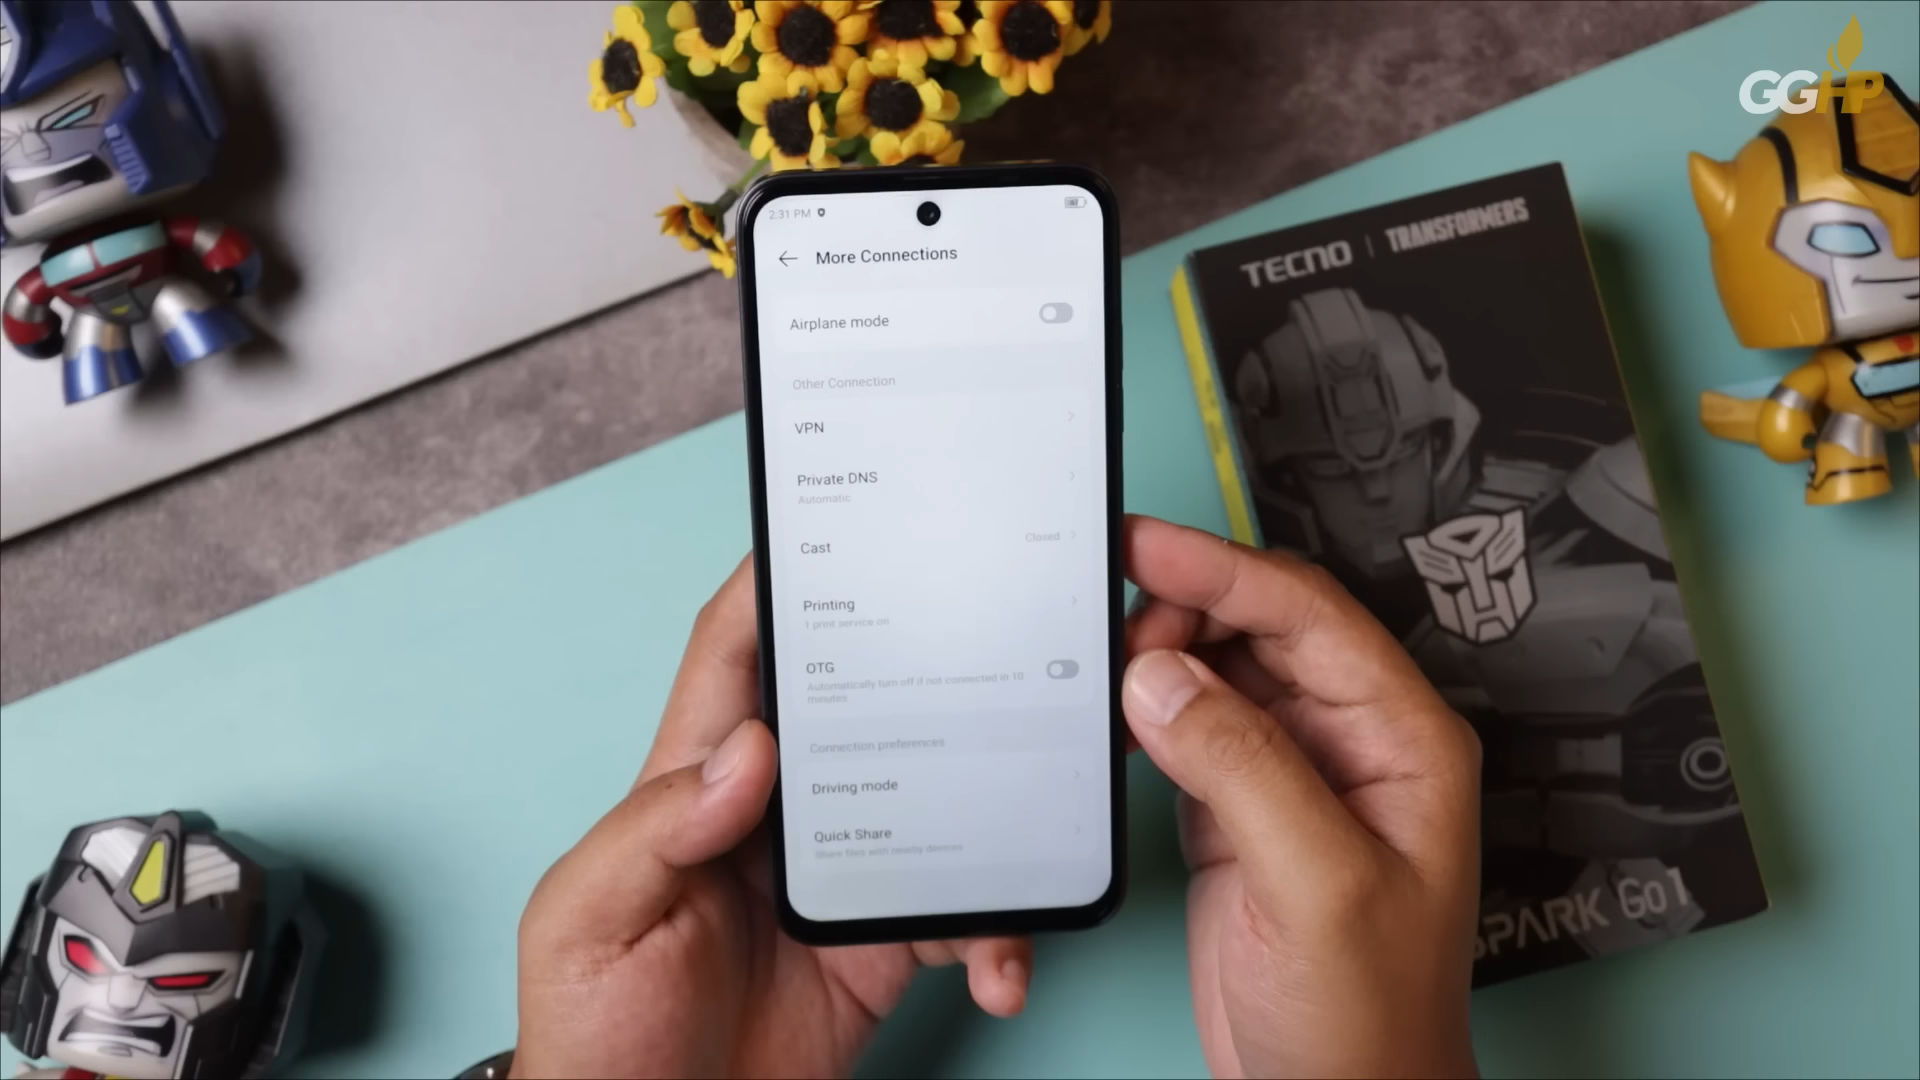 GGHP
2:31 PM
More Connections
Airplane mode
Other Connection
VPN
Private DNS
Automatic
Cast
Closed
Printing
1 print service on
OTG
Automatically turn off if not connected in 10
minutes
Connection preferences
Driving mode
Quick Share
Share files with nearby devices
TECNO | TRANSFORMERS
SPARK Go 1